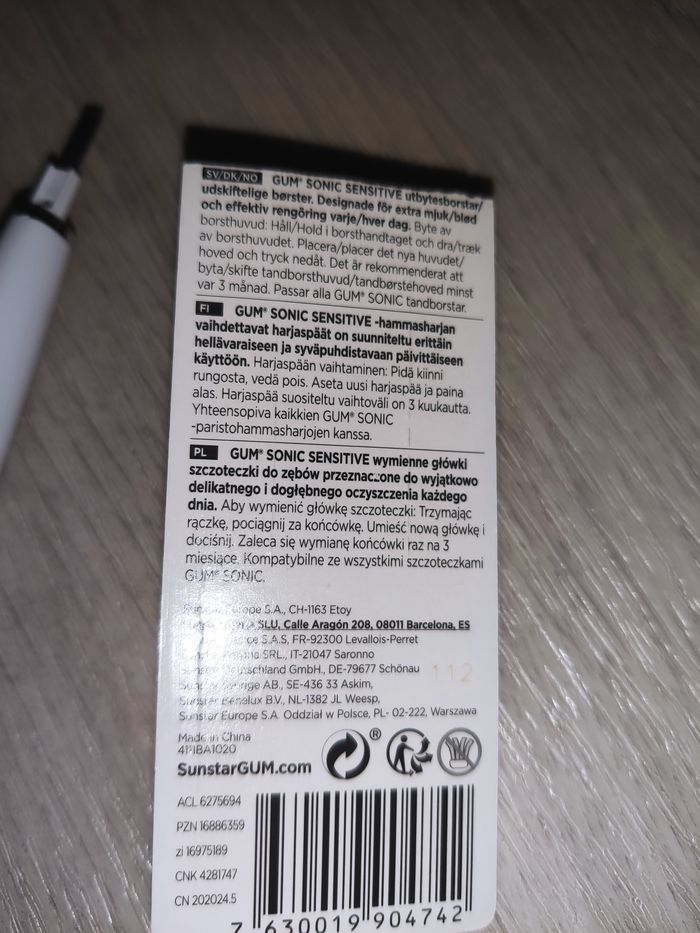 SV/DK/NO GUM® SONIC SENSITIVE utbytesborstar/
udskiftelige børster. Designade för extra mjuk/blød
och effektiv rengöring varje/hver dag. Byte av
borsthuvud: Håll/Hold i borsthandtaget och dra/træk
av borsthuvudet. Placera/placer det nya huvudet/
hoved och tryck nedåt. Det är rekommenderat att
byta/skifte tandborsthuvud/tandbørstehoved minst
var 3 månad. Passar alla GUM® SONIC tandborstar.
FI GUM® SONIC SENSITIVE -hammasharjan
vaihdettavat harjaspäät on suunniteltu erittäin
hellävaraiseen ja syväpuhdistavaan päivittäiseen
käyttöön. Harjaspään vaihtaminen: Pidä kiinni
rungosta, vedä pois. Aseta uusi harjaspää ja paina
alas. Harjaspää suositeltu vaihtoväli on 3 kuukautta.
Yhteensopiva kaikkien GUM® SONIC
-paristohammasharjojen kanssa.
PL GUM® SONIC SENSITIVE wymienne główki
szczoteczki do zębów przeznaczone do wyjątkowo
delikatnego i dogłębnego oczyszczenia każdego
dnia. Aby wymienić główkę szczoteczki: Trzymając
rączkę, pociągnij za końcówkę. Umieść nową główkę i
dociśnij. Zaleca się wymianę końcówki raz na 3
miesiące. Kompatybilne ze wszystkimi szczoteczkami
GUM® SONIC.
Europe S.A., CH-1163 Etoy
SLU, Calle Aragón 208, 08011 Barcelona, ES
S.A.S, FR-92300 Levallois-Perret
SRL., IT-21047 Saronno
Deutschland GmbH., DE-79677 Schönau
AB., SE-436 33 Askim,
Sunstar Benelux B.V., NL-1382 JL Weesp,
Sunstar Europe S.A. Oddział w Polsce, PL- 02-222, Warszawa
112
Made in China
SunstarGUM.com
®
ACL 6275694
PZN 16886359
zi 16975189
CNK 4281747
CN 202024.5
7 630019 904742